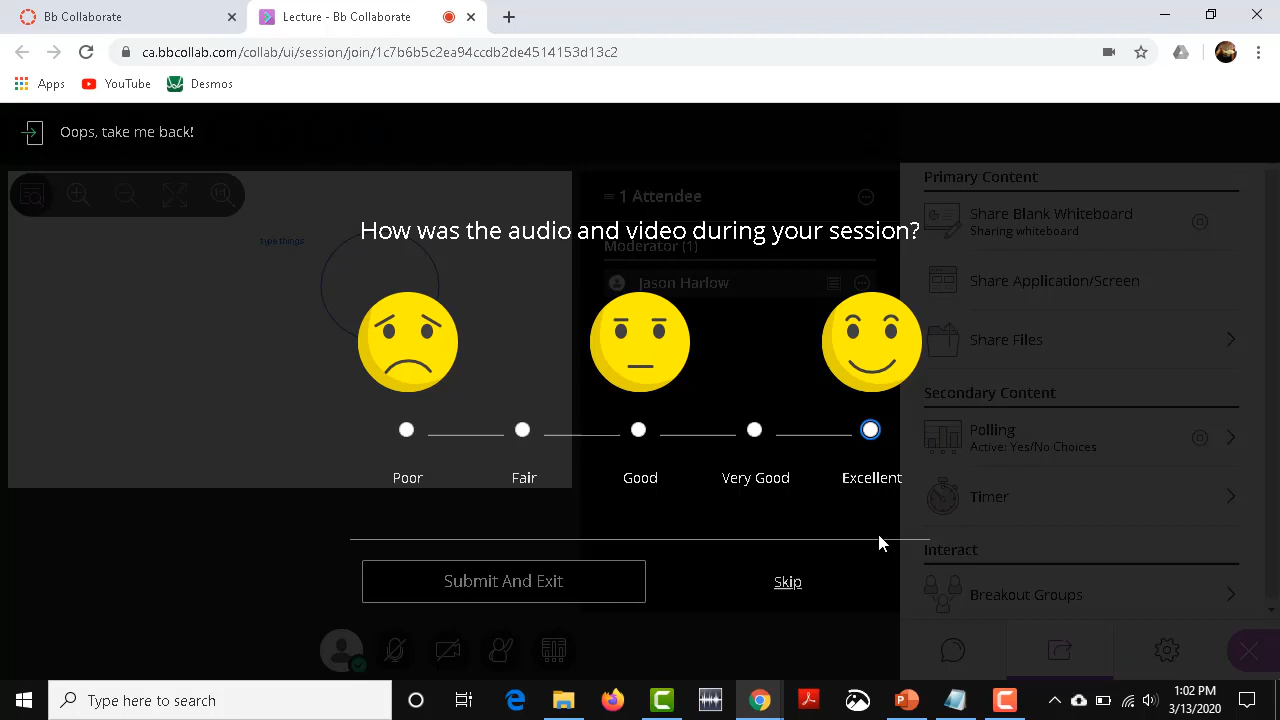 Bb Collaborate
Lecture - Bb Collaborate
ca.bbcollab.com/collab/ui/session/join/1c7b6b5c2ea94ccdb2de4514153d13c2
Apps
YouTube
Desmos
Oops, take me back!
1:1
type things
1 Attendee
Moderator (1)
Jason Harlow
How was the audio and video during your session?
Poor
Fair
Good
Very Good
Excellent
Submit And Exit
Skip
Primary Content
Share Blank Whiteboard
Sharing whiteboard
Share Application/Screen
Share Files
Secondary Content
Polling
Active: Yes/No Choices
Timer
Interact
Breakout Groups
Type here to search
1:02 PM
3/13/2020